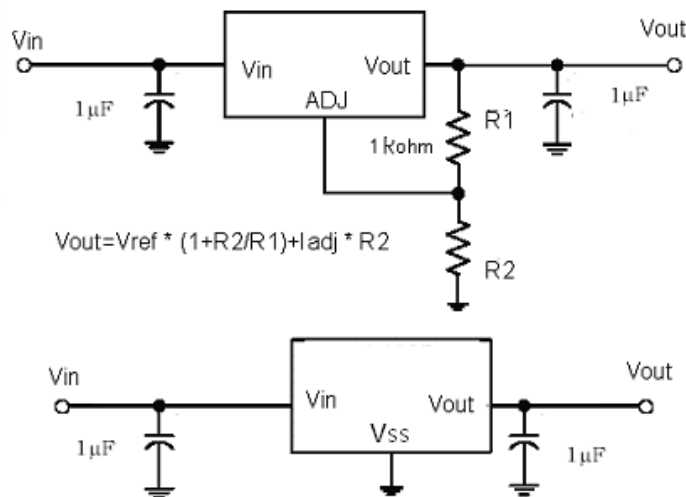 Vin
Vout
Vin
Vout
ADJ
1µF
1µF
R1
1kohm
Vout=Vref * (1+R2/R1)+Iadj * R2
R2
Vin
Vout
Vin
Vout
Vss
1µF
1µF